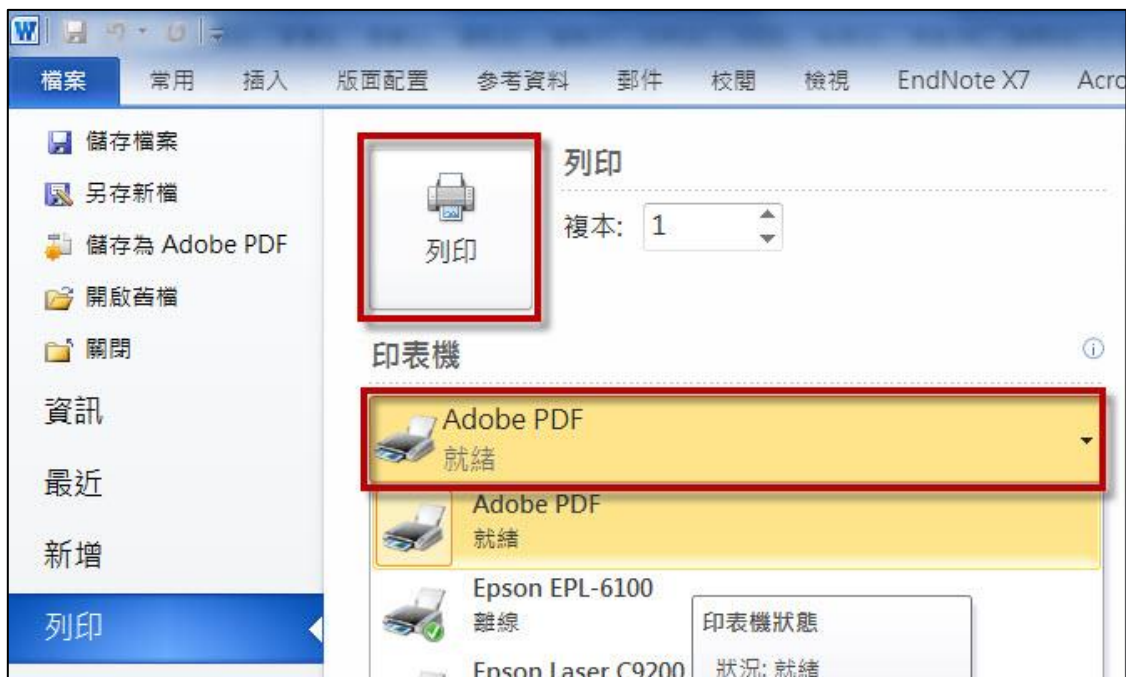 W
檔案 常用 插入 版面配置 參考資料 郵件 校閱 檢視 EndNote X7 Acro
儲存檔案
另存新檔
儲存為 Adobe PDF
開啟舊檔
關閉
資訊
最近
新增
列印
列印
列印
複本: 1
印表機
Adobe PDF
就緒
Adobe PDF
就緒
Epson EPL-6100
離線
Epson Laser C9200
印表機狀態
狀況: 就緒